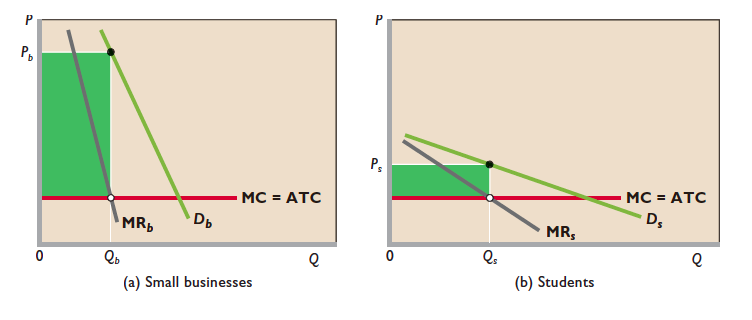 P
P_b
MC = ATC
MR_b
D_b
0
Q_b
Q
(a) Small businesses
P
P_s
MC = ATC
D_s
MR_s
0
Q_s
Q
(b) Students